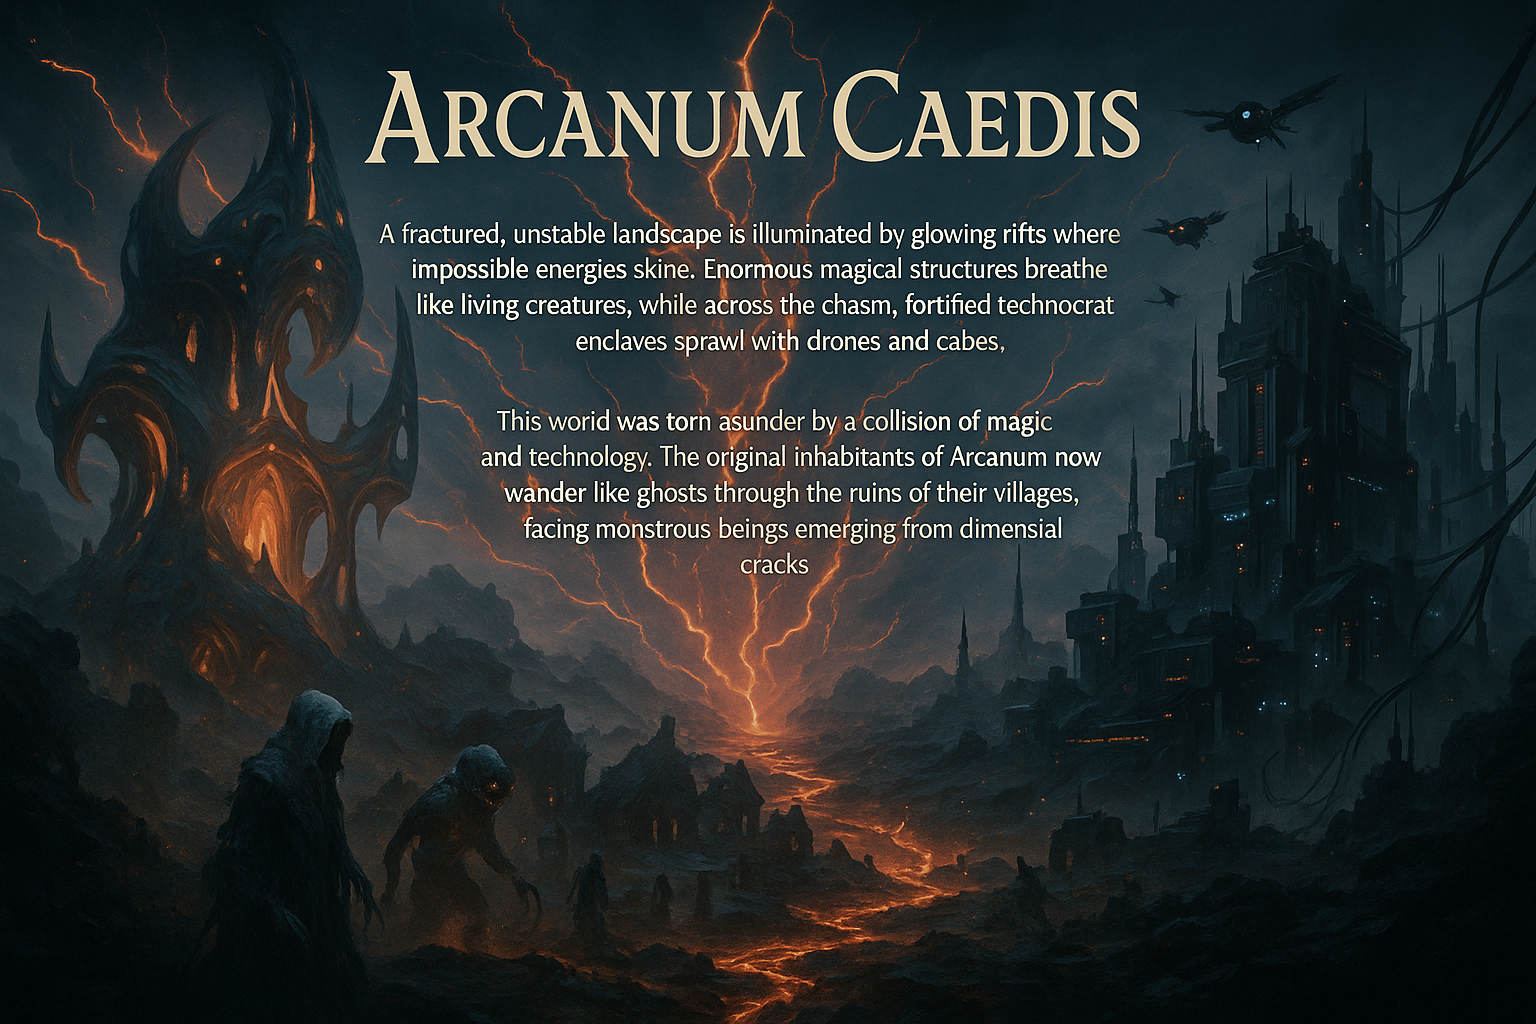 ARCANUM CAEDIS
A fractured, unstable landscape is illuminated by glowing rifts where
impossible energies skine. Enormous magical structures breathe
like living creatures, while across the chasm, fortified technocrat
enclaves sprawl with drones and cabes,
This world was torn asunder by a collision of magic
and technology. The original inhabitants of Arcanum now
wander like ghosts through the ruins of their villages,
facing monstrous beings emerging from dimensial
cracks